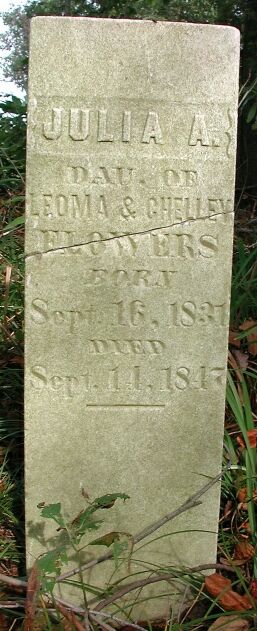 JULIA A.
DAU. OF
LEOMA & CHELLEY
FLOWERS
BORN
Sept. 16, 1831
DIED
Sept. 11, 1847